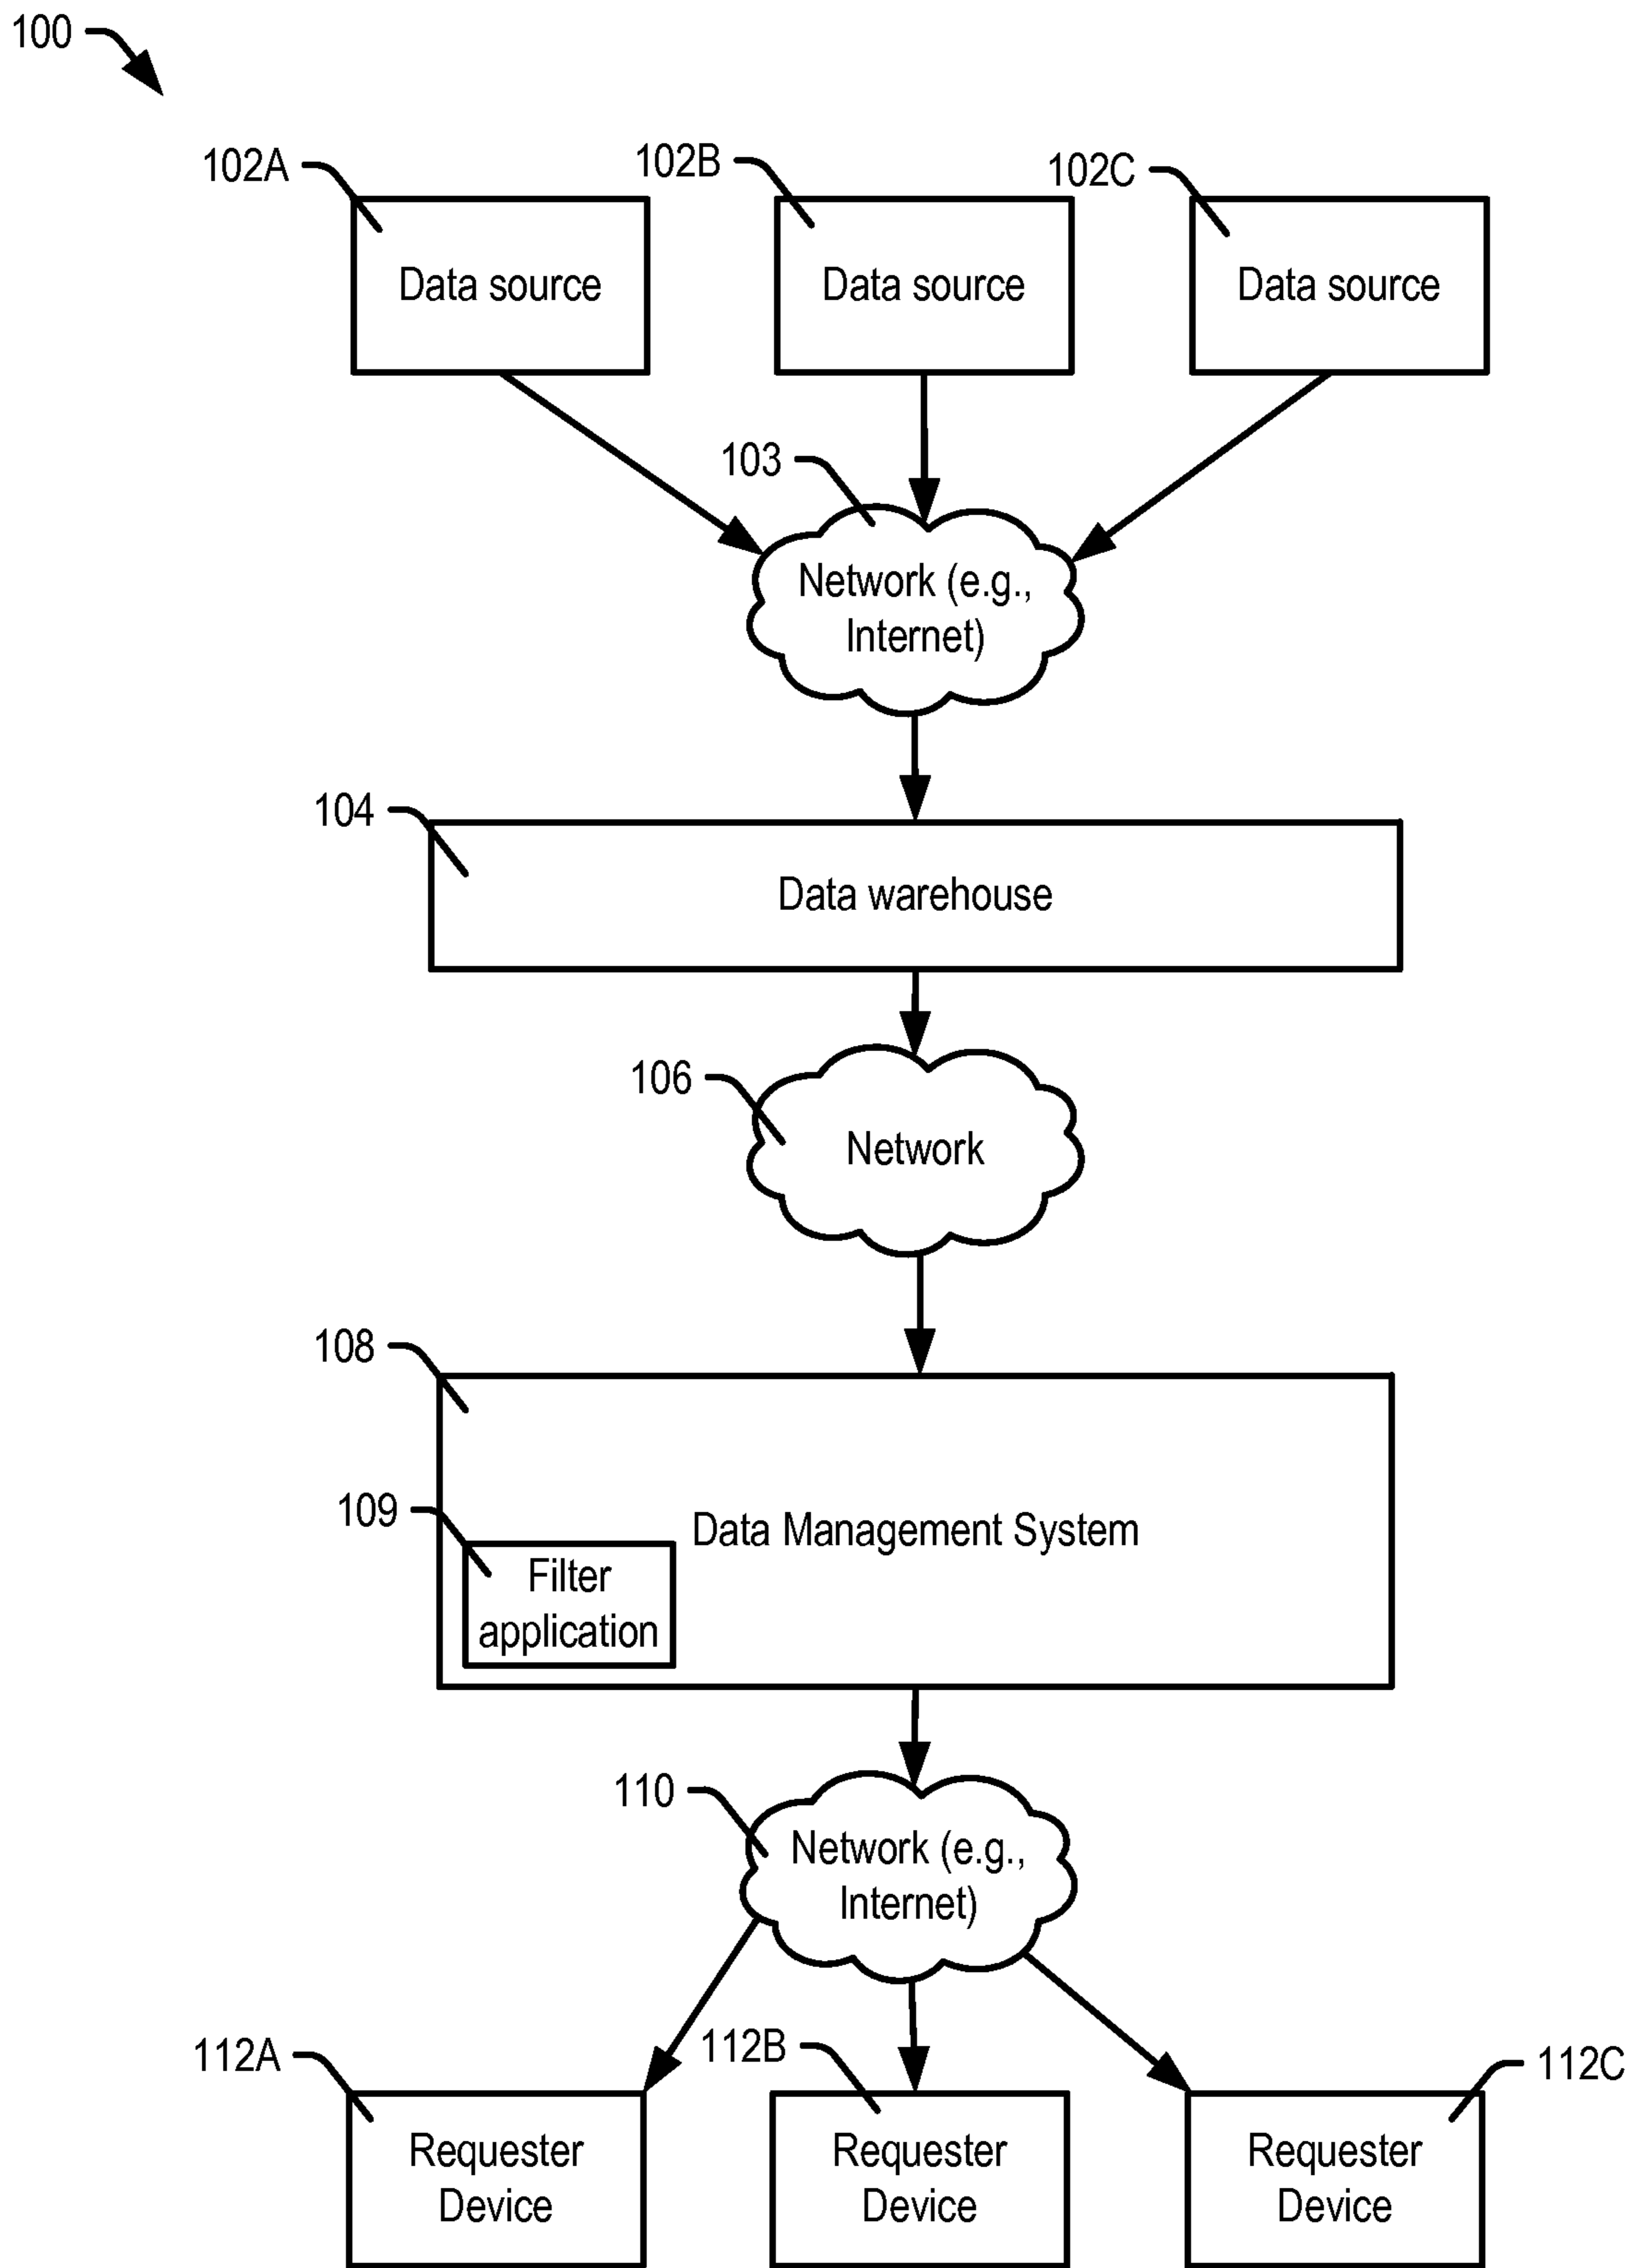 100
102A
102B
102C
Data source
Data source
Data source
103
Network (e.g.,
Internet)
104
Data warehouse
106
Network
108
109
Data Management System
Filter
application
110
Network (e.g.,
Internet)
112A
112B
112C
Requester
Device
Requester
Device
Requester
Device